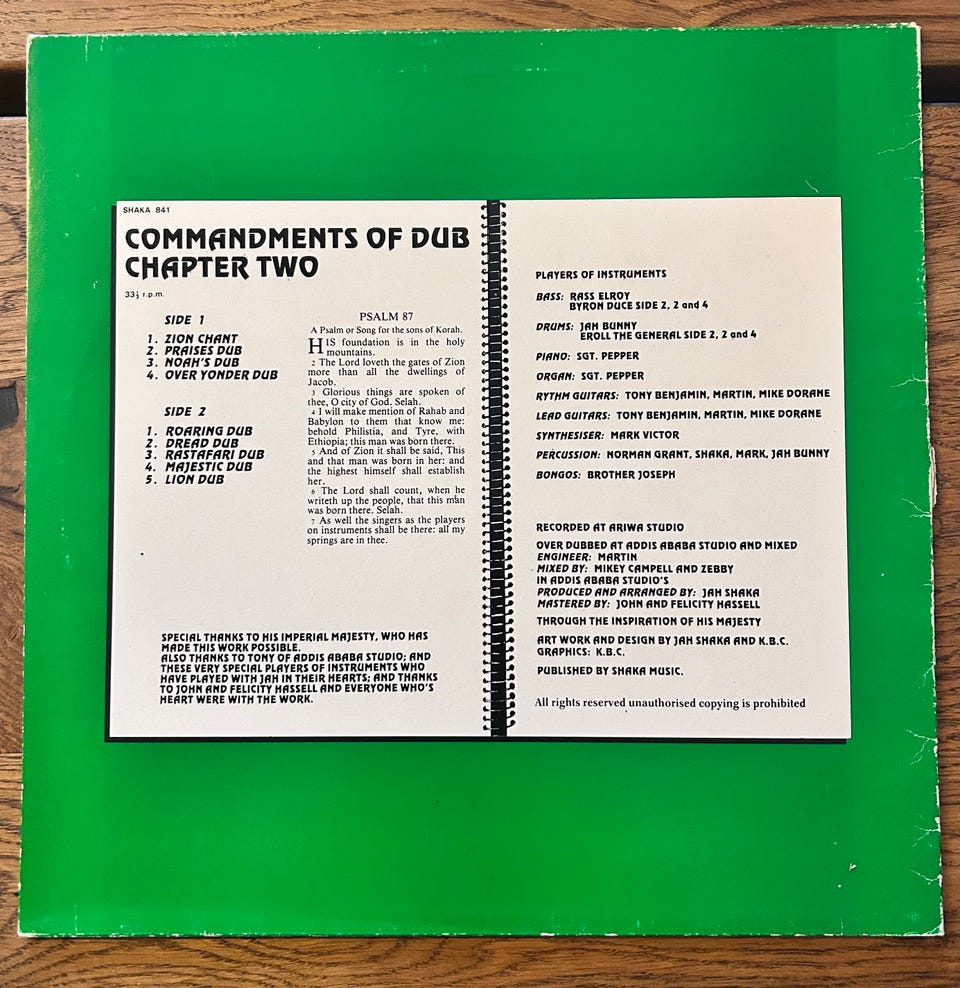 SHAKA 841
COMMANDMENTS OF DUB
CHAPTER TWO
33⅓ r.p.m.
SIDE 1
1. ZION CHANT
2. PRAISES DUB
3. NOAH'S DUB
4. OVER YONDER DUB
SIDE 2
1. ROARING DUB
2. DREAD DUB
3. RASTAFARI DUB
4. MAJESTIC DUB
5. LION DUB
PSALM 87
A Psalm or Song for the sons of Korah.
HIS foundation is in the holy
mountains.
2 The Lord loveth the gates of Zion
more than all the dwellings of
Jacob.
3 Glorious things are spoken of
thee, O city of God. Selah.
4 I will make mention of Rahab and
Babylon to them that know me:
behold Philistia, and Tyre, with
Ethiopia; this man was born there.
5 And of Zion it shall be said, This
and that man was born in her: and
the highest himself shall establish
her.
6 The Lord shall count, when he
writeth up the people, that this man
was born there. Selah.
7 As well the singers as the players
on instruments shall be there: all my
springs are in thee.
SPECIAL THANKS TO HIS IMPERIAL MAJESTY, WHO HAS
MADE THIS WORK POSSIBLE.
ALSO THANKS TO TONY OF ADDIS ABABA STUDIO; AND
THESE VERY SPECIAL PLAYERS OF INSTRUMENTS WHO
HAVE PLAYED WITH JAH IN THEIR HEARTS; AND THANKS
TO JOHN AND FELICITY HASSELL AND EVERYONE WHO'S
HEART WERE WITH THE WORK.
PLAYERS OF INSTRUMENTS
BASS: RASS ELROY
BYRON DUCE SIDE 2, 2 and 4
DRUMS: JAH BUNNY
EROLL THE GENERAL SIDE 2, 2 and 4
PIANO: SGT. PEPPER
ORGAN: SGT. PEPPER
RYTHM GUITARS: TONY BENJAMIN, MARTIN, MIKE DORANE
LEAD GUITARS: TONY BENJAMIN, MARTIN, MIKE DORANE
SYNTHESISER: MARK VICTOR
PERCUSSION: NORMAN GRANT, SHAKA, MARK, JAH BUNNY
BONGOS: BROTHER JOSEPH
RECORDED AT ARIWA STUDIO
OVER DUBBED AT ADDIS ABABA STUDIO AND MIXED
ENGINEER: MARTIN
MIXED BY: MIKEY CAMPELL AND ZEBBY
IN ADDIS ABABA STUDIO'S
PRODUCED AND ARRANGED BY: JAH SHAKA
MASTERED BY: JOHN AND FELICITY HASSELL
THROUGH THE INSPIRATION OF HIS MAJESTY
ART WORK AND DESIGN BY JAH SHAKA AND K.B.C.
GRAPHICS: K.B.C.
PUBLISHED BY SHAKA MUSIC.
All rights reserved unauthorised copying is prohibited